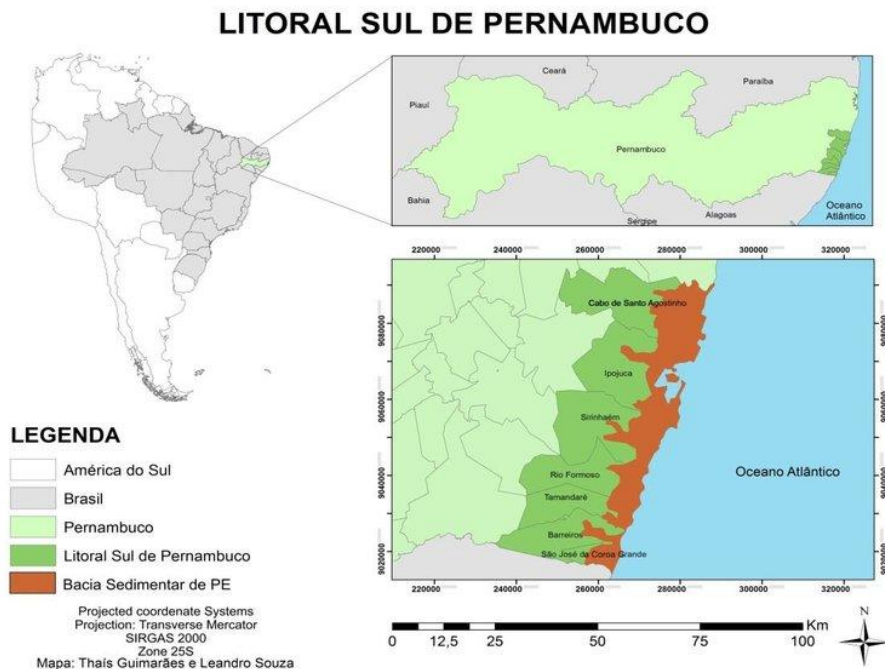 LITORAL SUL DE PERNAMBUCO
Ceará
Paraíba
Piauí
Pernambuco
Bahia
Sergipe
Alagoas
Oceano
Atlântico
220000 240000 260000 280000 300000 320000
9080000
9060000
9040000
9020000
Cabo de Santo Agostinho
Ipojuca
Sirinhaém
Rio Formoso
Tamandaré
Barreiros
São José da Coroa Grande
Oceano Atlântico
9080000
9060000
9040000
9020000
220000 240000 260000 280000 300000 320000
LEGENDA
América do Sul
Brasil
Pernambuco
Litoral Sul de Pernambuco
Bacia Sedimentar de PE
Projected coordenate Systems
Projection: Transverse Mercator
SIRGAS 2000
Zone 25S
Mapa: Thaís Guimarães e Leandro Souza
Km
0 12,5 25 50 75 100
N